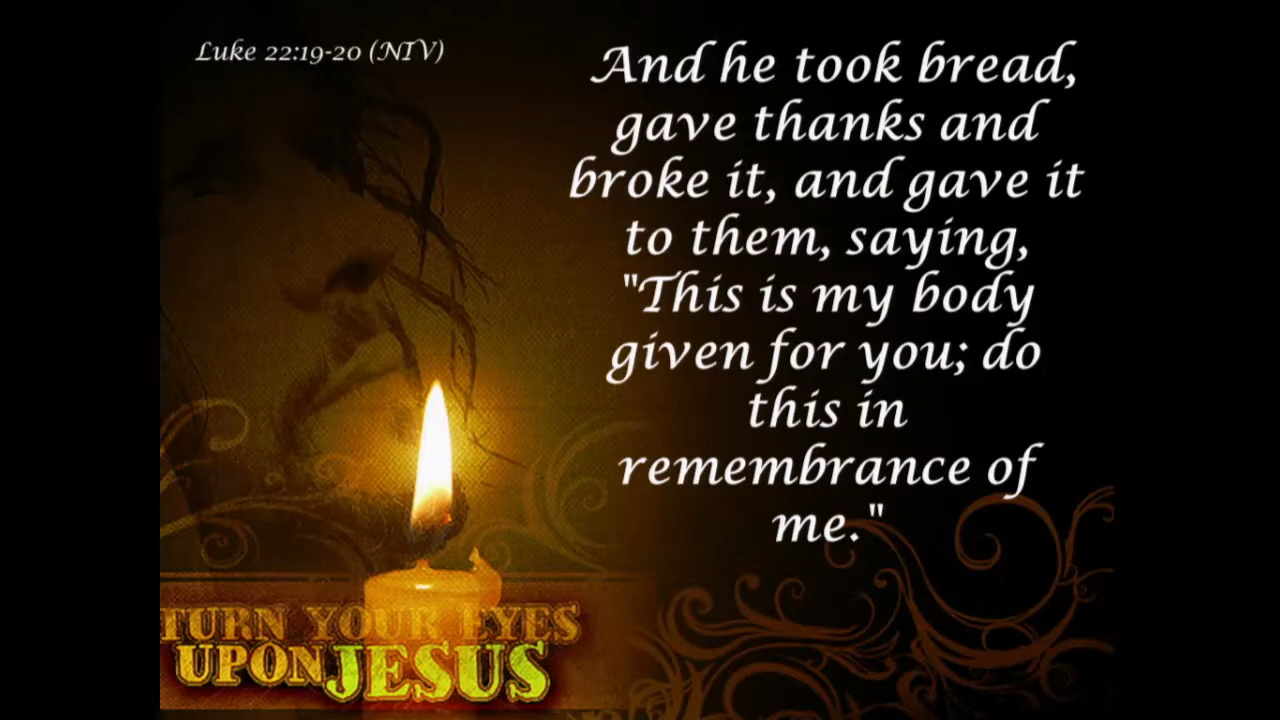 Luke 22:19-20 (NIV)
And he took bread,
gave thanks and
broke it, and gave it
to them, saying,
"This is my body
given for you; do
this in
remembrance of
me."
TURN YOUR EYES
UPON JESUS